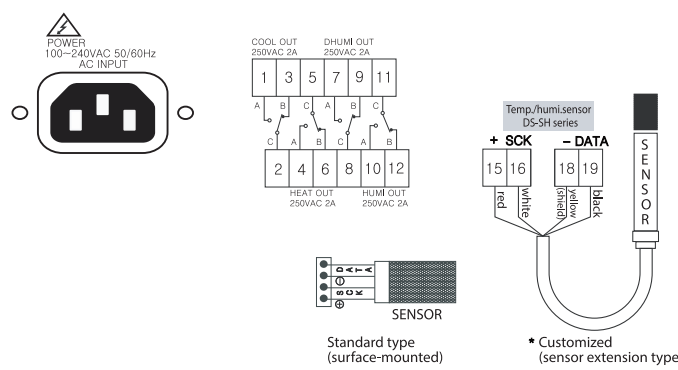 POWER
100~240VAC 50/60Hz
AC INPUT
COOL OUT
250VAC 2A
DHUMI OUT
250VAC 2A
1 3 5 7 9 11
A B C A B C
C A B C A B
2 4 6 8 10 12
HEAT OUT
250VAC 2A
HUMI OUT
250VAC 2A
Temp./humi.sensor
DS-SH series
+ SCK - DATA
15 16 18 19
red
white
yellow
(shield)
black
SENSOR
DATA
⊖
SCK
⊕
SENSOR
Standard type
(surface-mounted)
* Customized
(sensor extension type